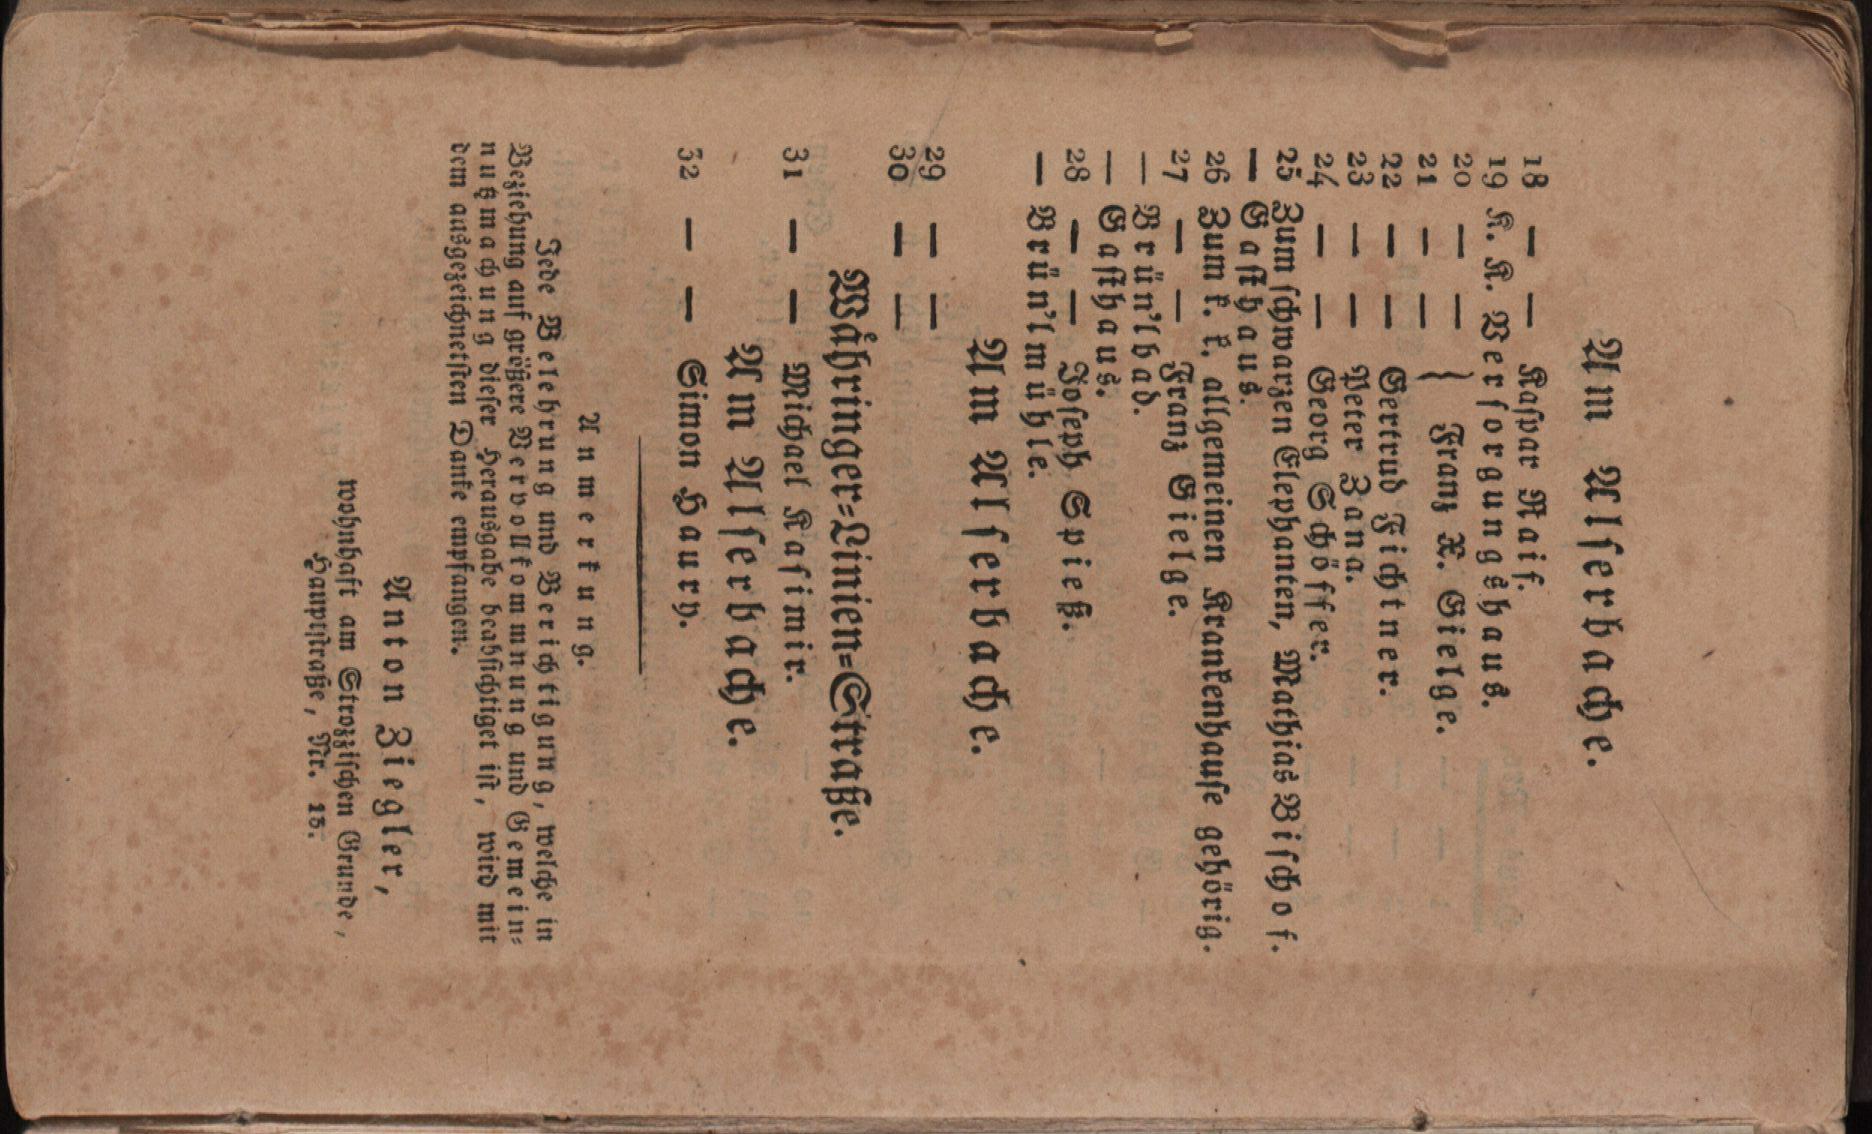 Am Alserbache.
18 — — Kaspar Naif.
19 K. K. Versorgungshaus.
20 — —
21 — — } Franz X. Gielge.
22 — — Gertrud Fichtner.
23 — — Peter Zana.
24 — — Georg Schöffer.
25 Zum schwarzen Elephanten, Mathias Bischof.
— Gasthaus.
26 Zum k. k. allgemeinen Krankenhause gehörig.
27 — — Franz Gielge.
— Brün'lbad.
— Gasthaus.
28 — — Joseph Spieß.
— Brün'lmühle.
Am Alserbache.
29 — —
30 — —
Währinger-Linien-Straße.
31 — — Michael Kasimir.
Am Alserbache.
32 — — Simon Haury.
Anmerkung.
Jede Belehrung und Berichtigung, welche in
Beziehung auf größere Vervollkommnung und Gemein-
nutzmachung dieser Herausgabe beabsichtiget ist, wird mit
dem ausgezeichnetsten Danke empfangen.
Anton Ziegler,
wohnhaft am Strozzischen Grunde,
Hauptstraße, Nr. 15.